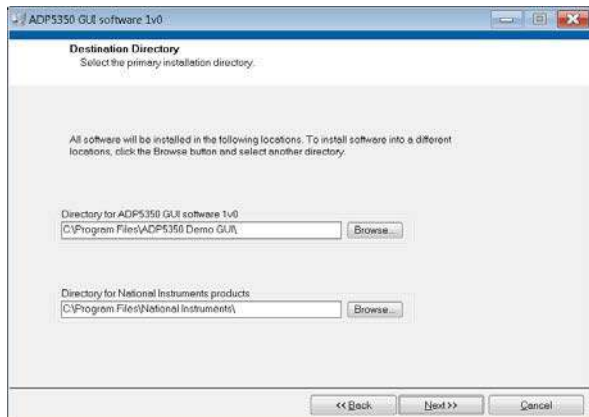 ADP5350 GUI software 1v0
Destination Directory
Select the primary installation directory.
All software will be installed in the following locations. To install software into a different
locations, click the Browse button and select another directory.
Directory for ADP5350 GUI software 1v0
C:\Program Files\ADP5350 Demo GUI\
Browse...
Directory for National Instruments products
C:\Program Files\National Instruments\
Browse...
<< Back
Next >>
Cancel